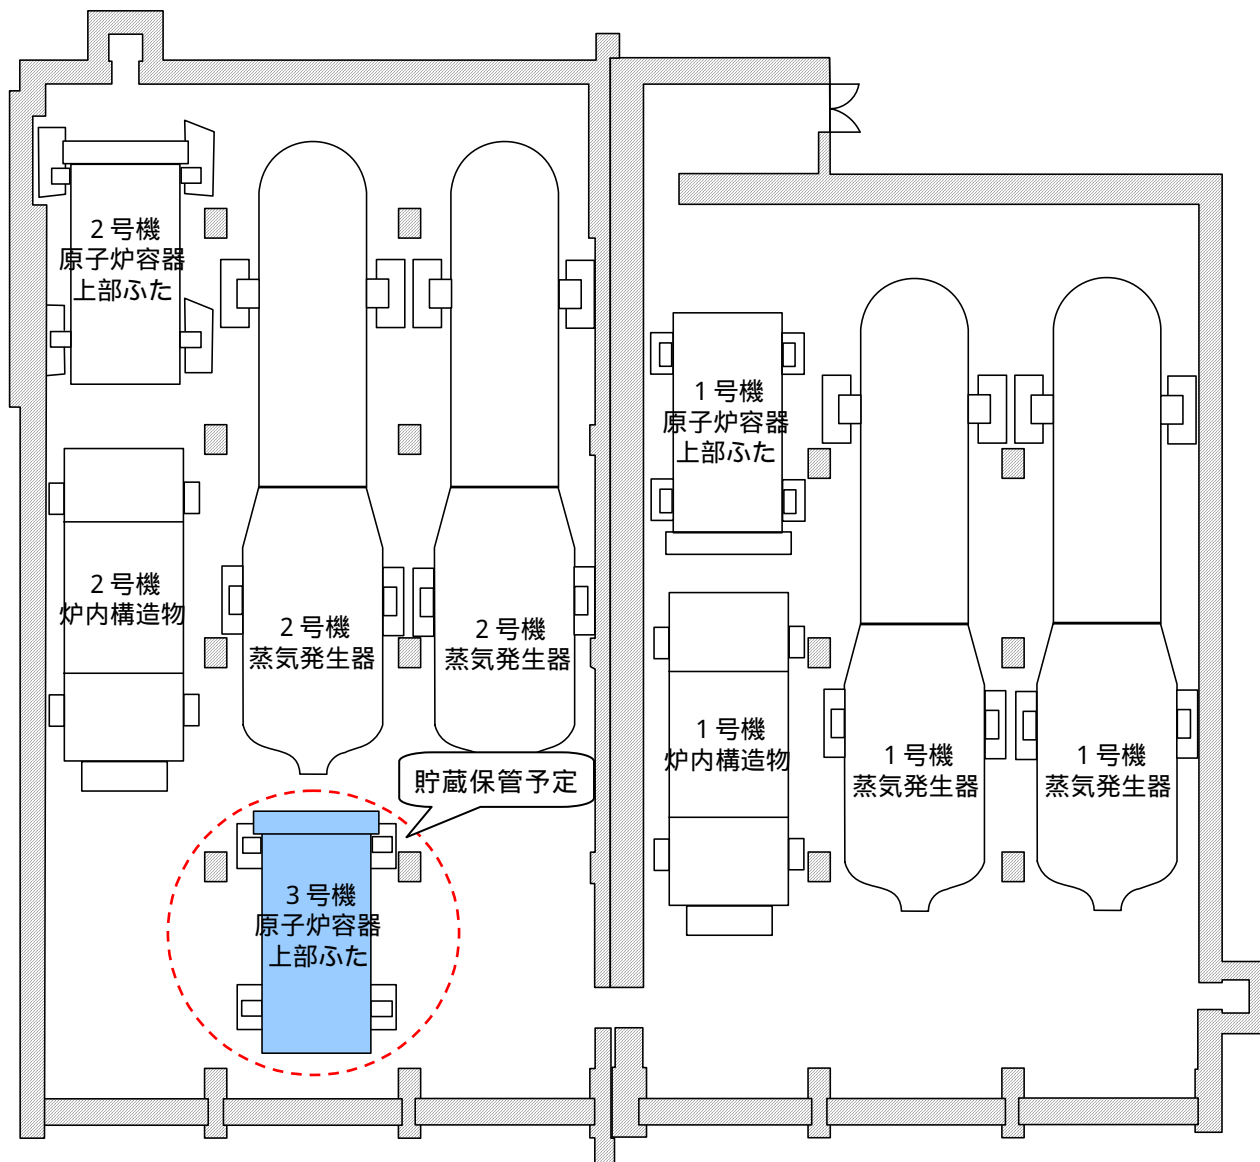 2号機
原子炉容器
上部ふた
2号機
炉内構造物
2号機
蒸気発生器
2号機
蒸気発生器
貯蔵保管予定
3号機
原子炉容器
上部ふた
1号機
原子炉容器
上部ふた
1号機
炉内構造物
1号機
蒸気発生器
1号機
蒸気発生器